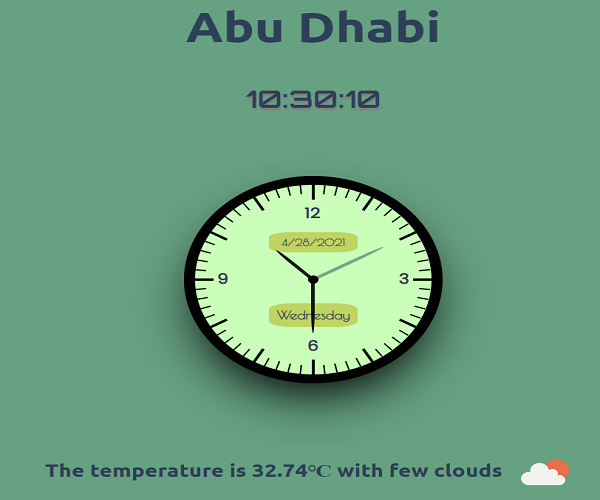 Abu Dhabi
10:30:10
12
4/28/2021
9
3
Wednesday
6
The temperature is 32.74°C with few clouds